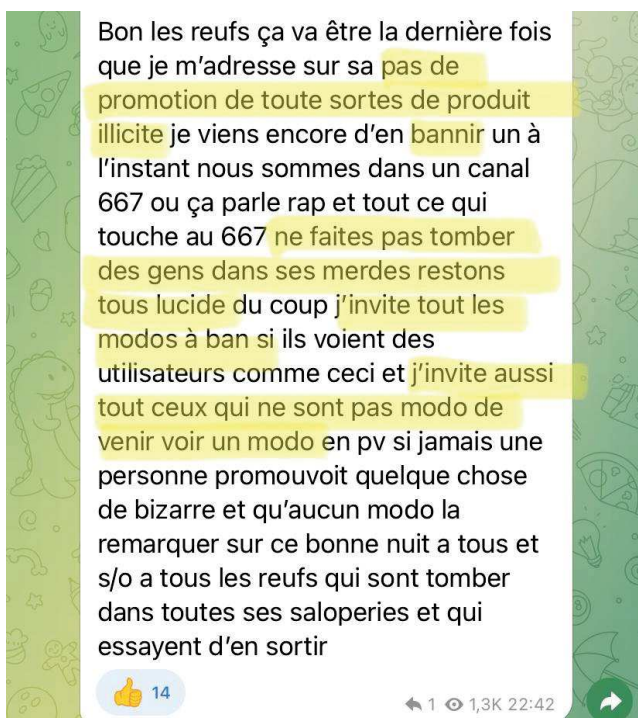 Bon les reufs ça va être la dernière fois
que je m’adresse sur sa pas de
promotion de toute sortes de produit
illicite je viens encore d’en bannir un à
l’instant nous sommes dans un canal
667 ou ça parle rap et tout ce qui
touche au 667 ne faites pas tomber
des gens dans ses merdes restons
tous lucide du coup j’invite tout les
modos à ban si ils voient des
utilisateurs comme ceci et j’invite aussi
tout ceux qui ne sont pas modo de
venir voir un modo en pv si jamais une
personne promouvoit quelque chose
de bizarre et qu’aucun modo la
remarquer sur ce bonne nuit a tous et
s/o a tous les reufs qui sont tomber
dans toutes ses saloperies et qui
essayent d’en sortir
👍 14
1 1,3K 22:42